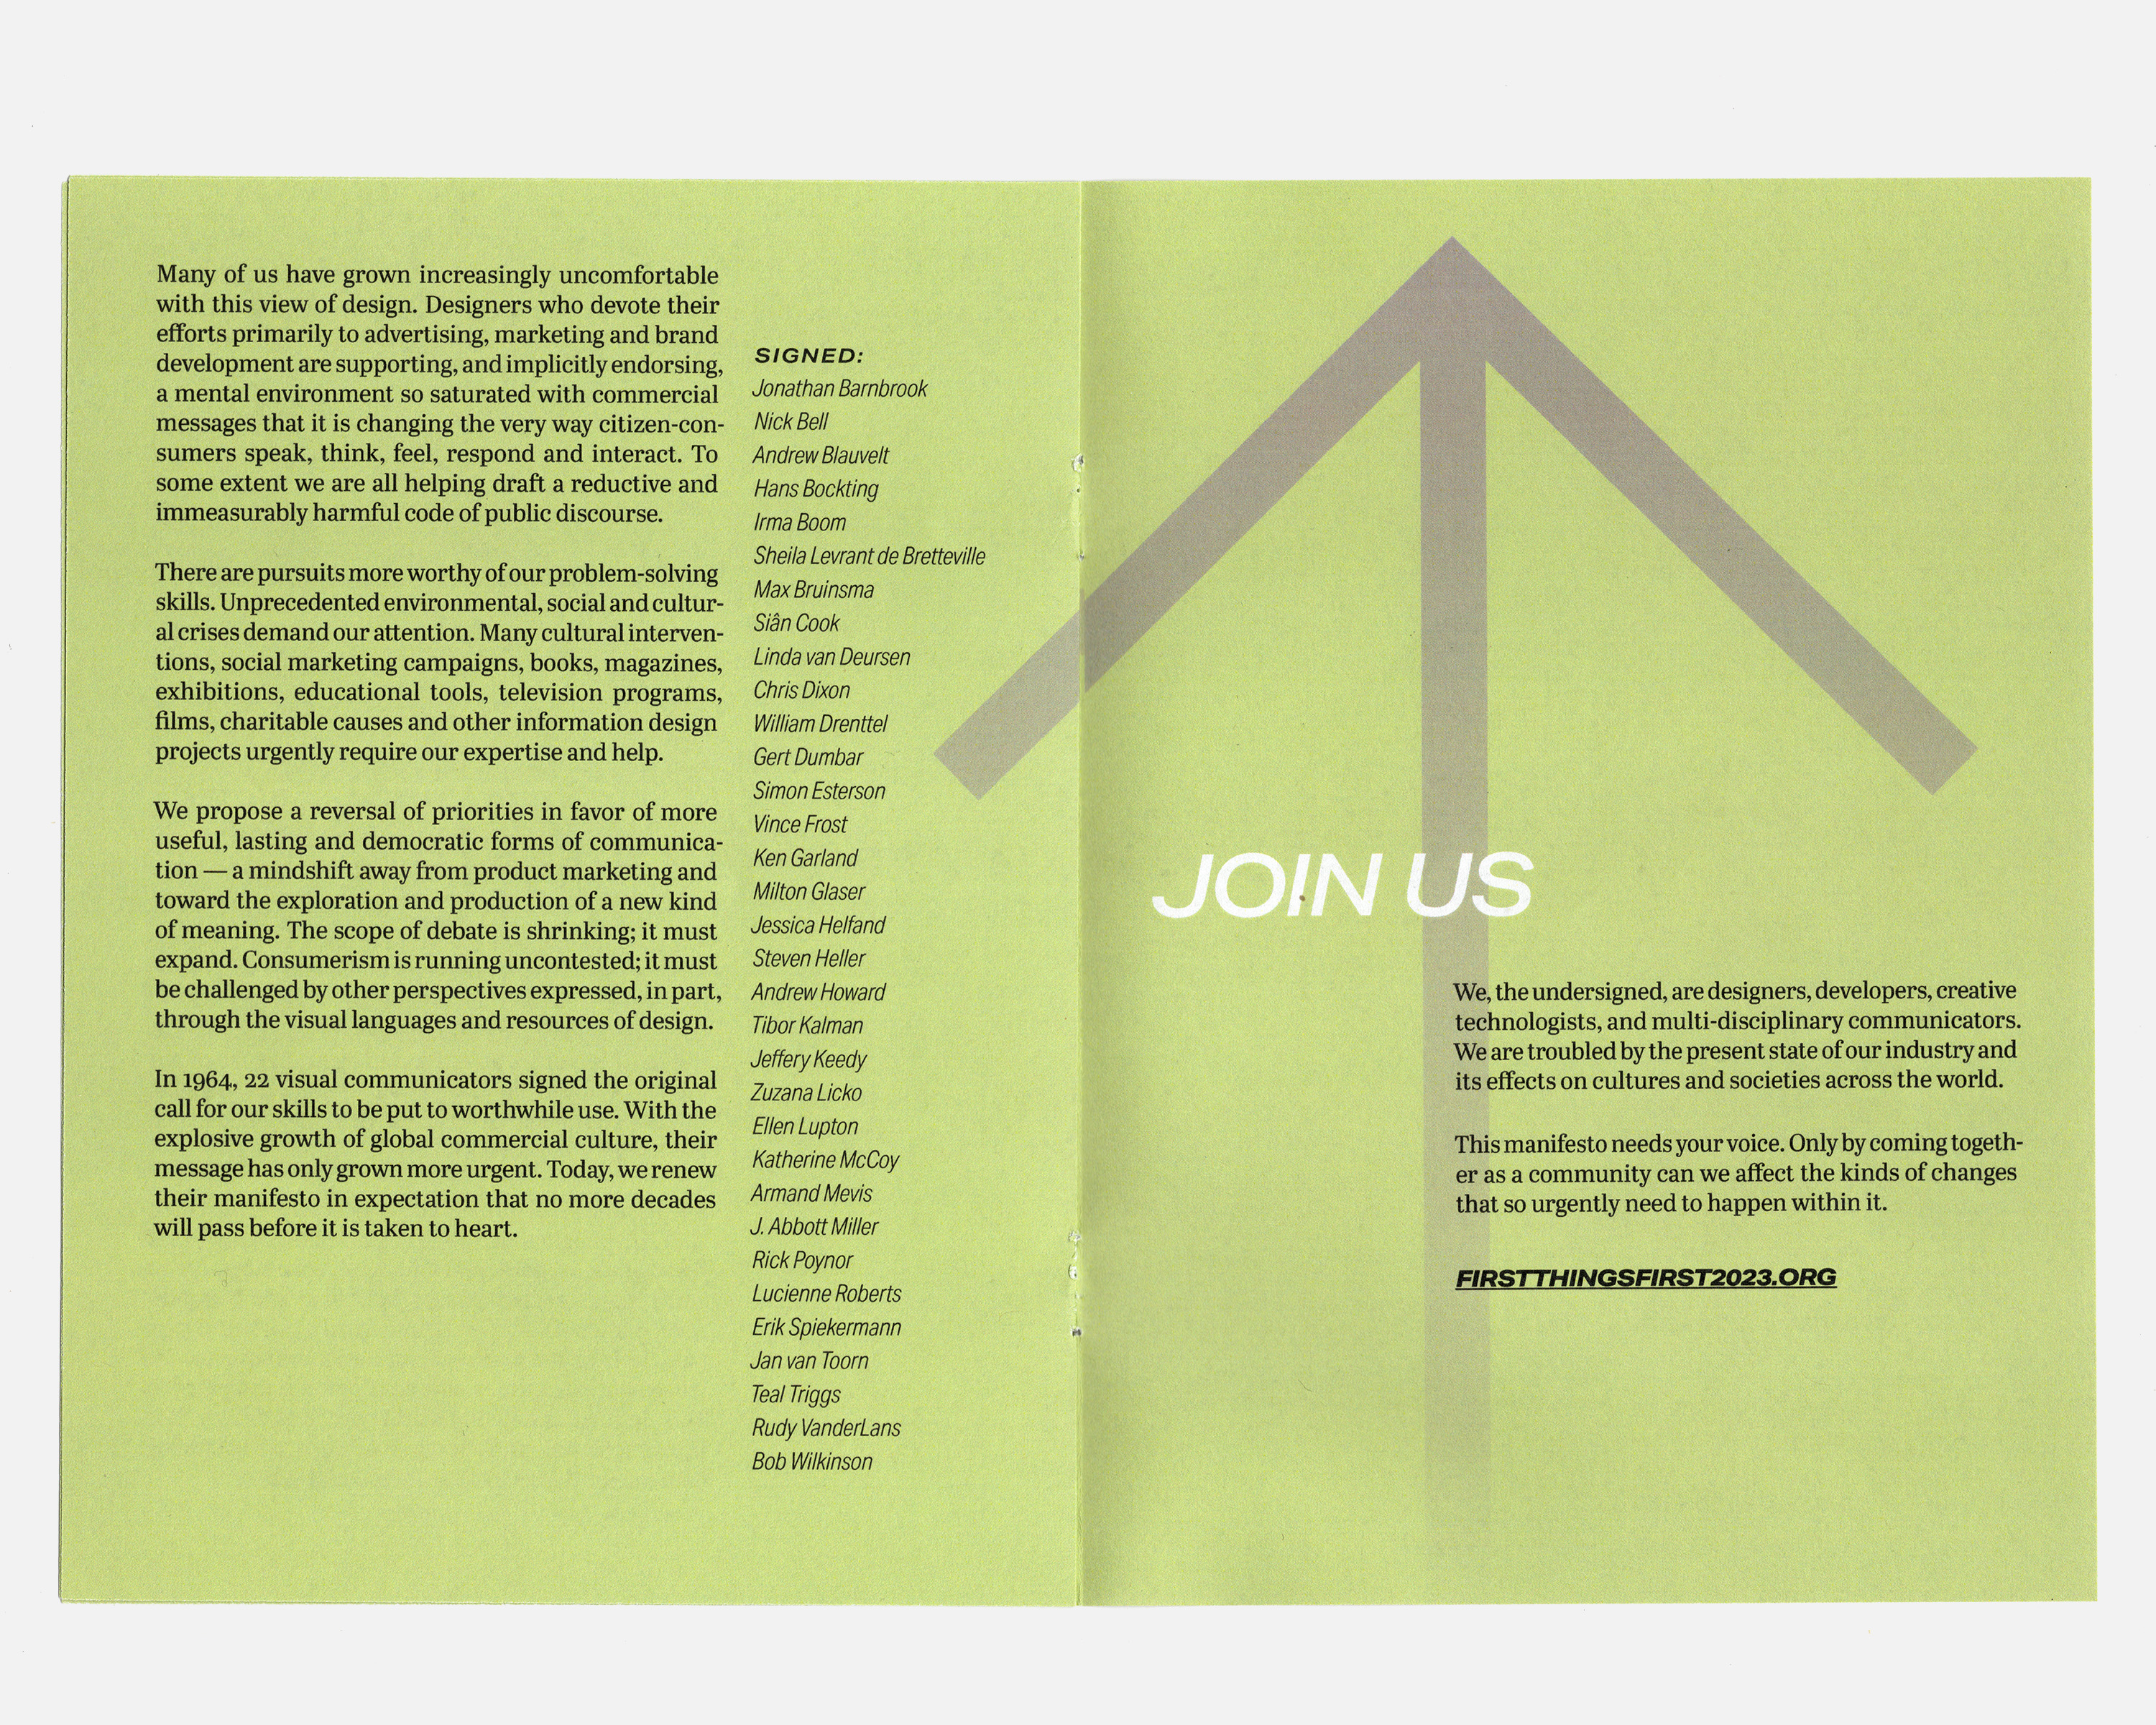 Many of us have grown increasingly uncomfortable
with this view of design. Designers who devote their
efforts primarily to advertising, marketing and brand
development are supporting, and implicitly endorsing,
a mental environment so saturated with commercial
messages that it is changing the very way citizen-con-
sumers speak, think, feel, respond and interact. To
some extent we are all helping draft a reductive and
immeasurably harmful code of public discourse.
There are pursuits more worthy of our problem-solving
skills. Unprecedented environmental, social and cultur-
al crises demand our attention. Many cultural interven-
tions, social marketing campaigns, books, magazines,
exhibitions, educational tools, television programs,
films, charitable causes and other information design
projects urgently require our expertise and help.
We propose a reversal of priorities in favor of more
useful, lasting and democratic forms of communica-
tion — a mindshift away from product marketing and
toward the exploration and production of a new kind
of meaning. The scope of debate is shrinking; it must
expand. Consumerism is running uncontested; it must
be challenged by other perspectives expressed, in part,
through the visual languages and resources of design.
In 1964, 22 visual communicators signed the original
call for our skills to be put to worthwhile use. With the
explosive growth of global commercial culture, their
message has only grown more urgent. Today, we renew
their manifesto in expectation that no more decades
will pass before it is taken to heart.
SIGNED:
Jonathan Barnbrook
Nick Bell
Andrew Blauvelt
Hans Bockting
Irma Boom
Sheila Levrant de Bretteville
Max Bruinsma
Siân Cook
Linda van Deursen
Chris Dixon
William Drenttel
Gert Dumbar
Simon Esterson
Vince Frost
Ken Garland
Milton Glaser
Jessica Helfand
Steven Heller
Andrew Howard
Tibor Kalman
Jeffery Keedy
Zuzana Licko
Ellen Lupton
Katherine McCoy
Armand Mevis
J. Abbott Miller
Rick Poynor
Lucienne Roberts
Erik Spiekermann
Jan van Toorn
Teal Triggs
Rudy VanderLans
Bob Wilkinson
JOIN US
We, the undersigned, are designers, developers, creative
technologists, and multi-disciplinary communicators.
We are troubled by the present state of our industry and
its effects on cultures and societies across the world.
This manifesto needs your voice. Only by coming togeth-
er as a community can we affect the kinds of changes
that so urgently need to happen within it.
FIRSTTHINGSFIRST2023.ORG